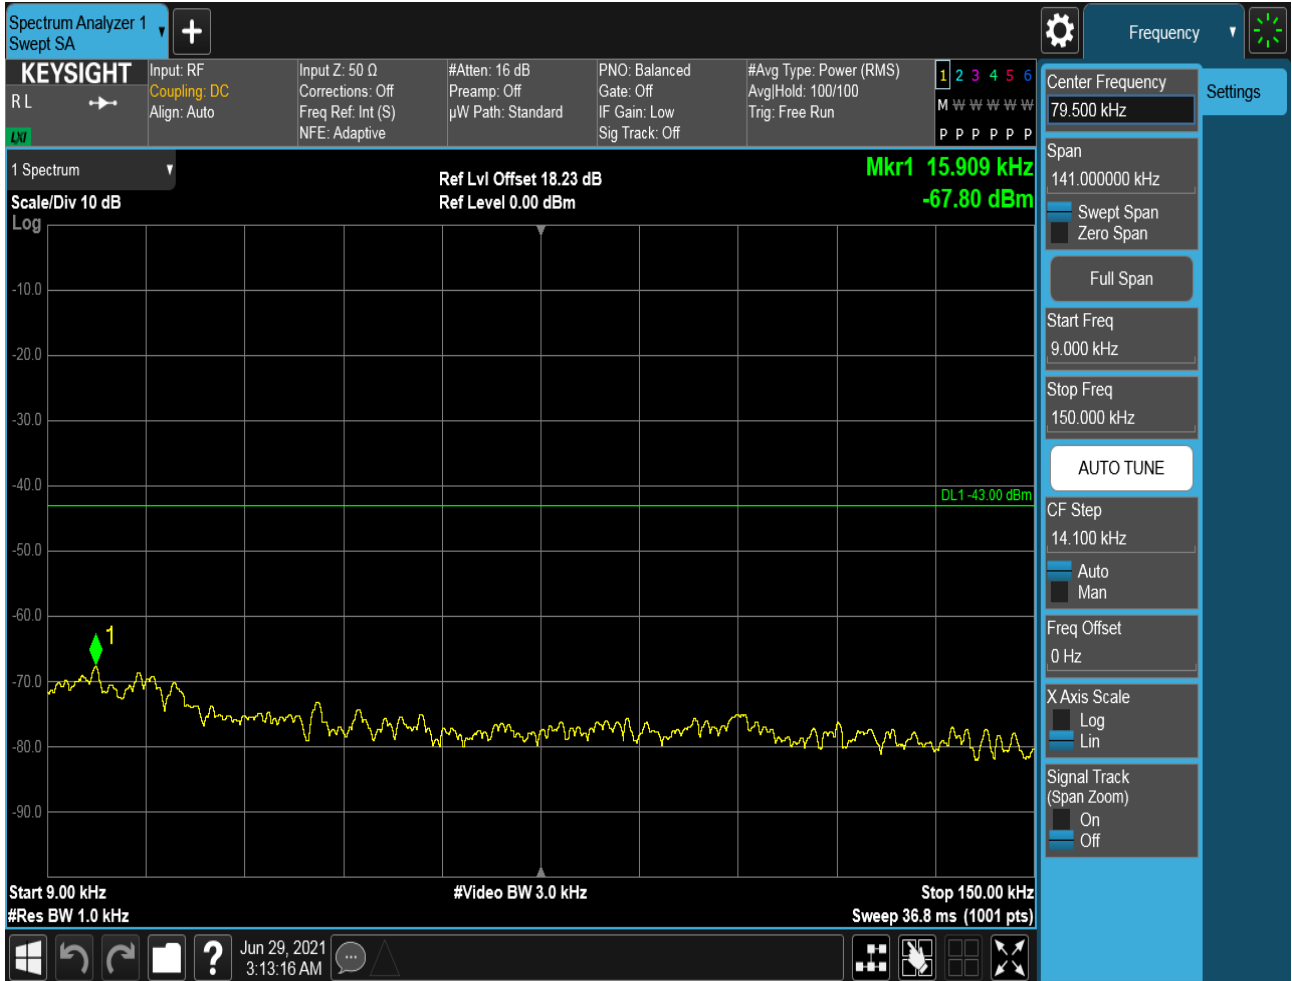 Spectrum Analyzer 1
Swept SA
+
Frequency
KEYSIGHT
R L
LXI
Input: RF
Coupling: DC
Align: Auto
Input Z: 50 Ω
Corrections: Off
Freq Ref: Int (S)
NFE: Adaptive
#Atten: 16 dB
Preamp: Off
µW Path: Standard
PNO: Balanced
Gate: Off
IF Gain: Low
Sig Track: Off
#Avg Type: Power (RMS)
Avg|Hold: 100/100
Trig: Free Run
1 2 3 4 5 6
M W W W W W
P P P P P P
1 Spectrum
Scale/Div 10 dB
Log
Ref Lvl Offset 18.23 dB
Ref Level 0.00 dBm
Mkr1 15.909 kHz
-67.80 dBm
-10.0
-20.0
-30.0
-40.0
DL1 -43.00 dBm
-50.0
-60.0
1
-70.0
-80.0
-90.0
Start 9.00 kHz
#Res BW 1.0 kHz
#Video BW 3.0 kHz
Stop 150.00 kHz
Sweep 36.8 ms (1001 pts)
?
Jun 29, 2021
3:13:16 AM
Center Frequency
79.500 kHz
Settings
Span
141.000000 kHz
Swept Span
Zero Span
Full Span
Start Freq
9.000 kHz
Stop Freq
150.000 kHz
AUTO TUNE
CF Step
14.100 kHz
Auto
Man
Freq Offset
0 Hz
X Axis Scale
Log
Lin
Signal Track
(Span Zoom)
On
Off